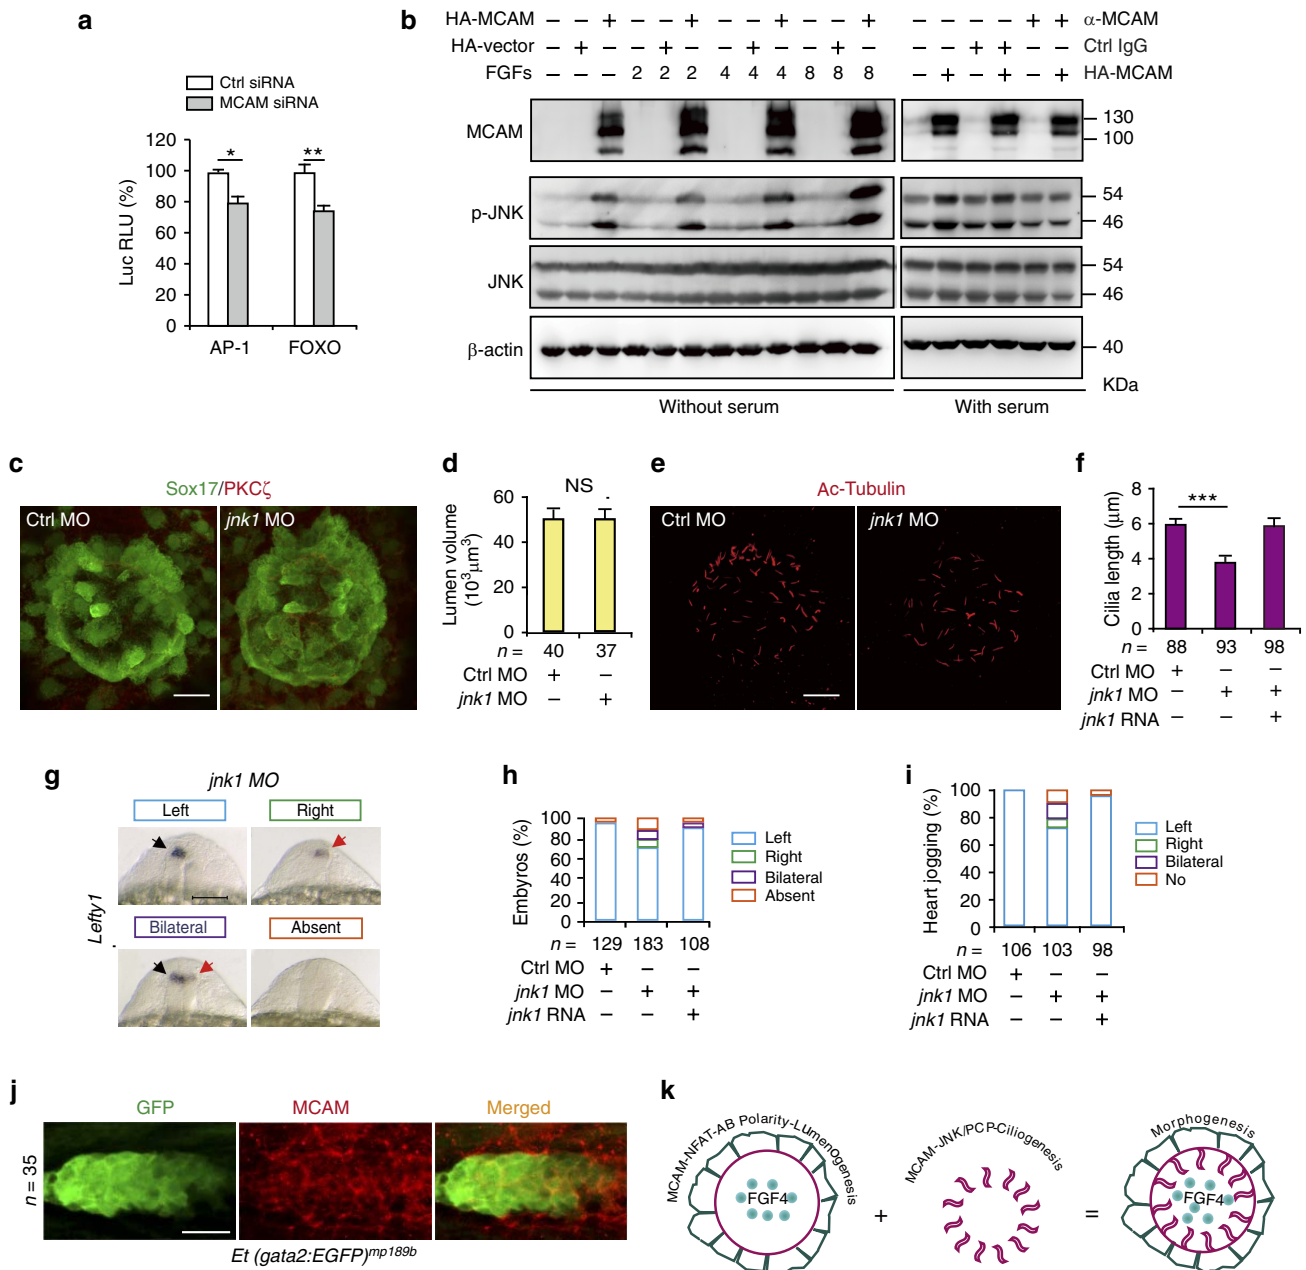 a
Ctrl siRNA
MCAM siRNA
Luc RLU (%)
120
100
80
60
40
20
0
*
**
AP-1 FOXO
b
HA-MCAM − − + − − + − − + − − +
HA-vector − + − − + − − + − − + −
FGFs − − − 2 2 2 4 4 4 8 8 8
− − − − + + α-MCAM
− − + + − − Ctrl IgG
− + − + − + HA-MCAM
MCAM
130
100
p-JNK
54
46
JNK
54
46
β-actin
40
KDa
Without serum
With serum
c
Sox17/PKCζ
Ctrl MO
jnk1 MO
d
NS
Lumen volume
(10³μm³)
60
40
20
0
n = 40 37
Ctrl MO + −
jnk1 MO − +
e
Ac-Tubulin
Ctrl MO
jnk1 MO
f
Cilia length (μm)
8
6
4
2
0
***
n = 88 93 98
Ctrl MO + − −
jnk1 MO − + +
jnk1 RNA − − +
g
jnk1 MO
Left
Right
Lefty1
Bilateral
Absent
h
Embyros (%)
100
80
60
40
20
0
Left
Right
Bilateral
Absent
n = 129 183 108
Ctrl MO + − −
jnk1 MO − + +
jnk1 RNA − − +
i
Heart jogging (%)
100
80
60
40
20
0
Left
Right
Bilateral
No
n = 106 103 98
Ctrl MO + − −
jnk1 MO − + +
jnk1 RNA − − +
j
GFP
MCAM
Merged
n = 35
Et (gata2:EGFP)mp189b
k
MCAM-NFAT-AB Polarity-Lumenogenesis
FGF4
+
MCAM-JNK/PCP-Ciliogenesis
=
Morphogenesis
FGF4